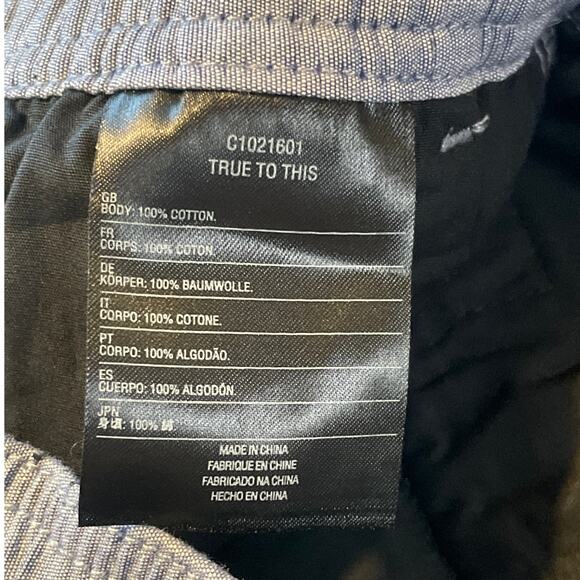 C1021601
TRUE TO THIS
GB
BODY: 100% COTTON.
FR
CORPS: 100% COTON
DE
KÖRPER: 100% BAUMWOLLE.
IT
CORPO: 100% COTONE.
PT
CORPO: 100% ALGODÃO.
ES
CUERPO: 100% ALGODÓN.
JPN
身頃: 100% 綿
MADE IN CHINA
FABRIQUE EN CHINE
FABRICADO NA CHINA
HECHO EN CHINA